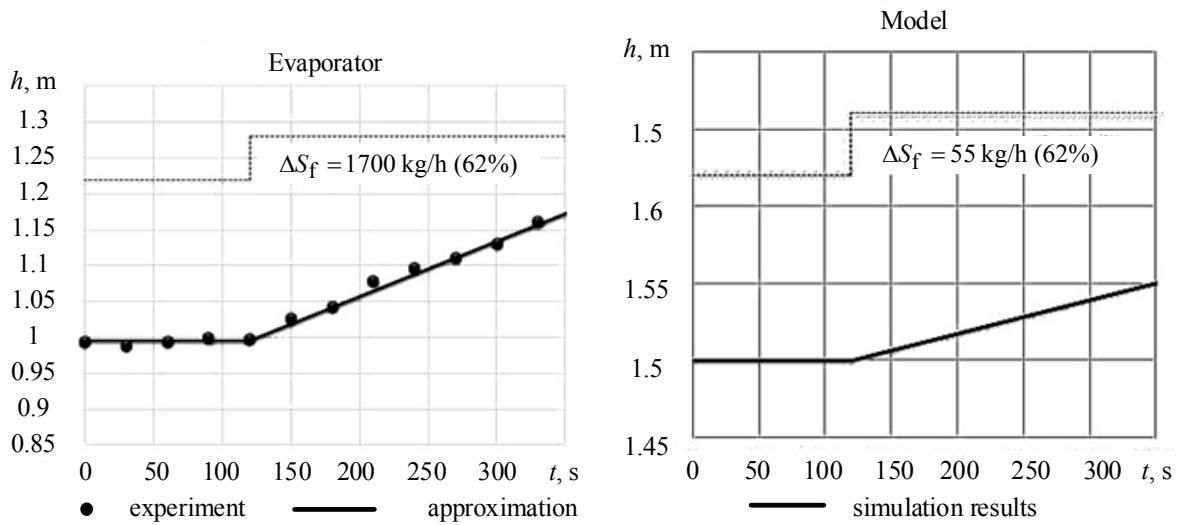 Evaporator
h, m
1.3
1.25
1.2
1.15
1.1
1.05
1
0.95
0.9
0.85
ΔS_f = 1700 kg/h (62%)
0 50 100 150 200 250 300 t, s
experiment approximation
Model
h, m
1.5
1.6
1.55
1.5
1.45
ΔS_f = 55 kg/h (62%)
0 50 100 150 200 250 300 t, s
simulation results